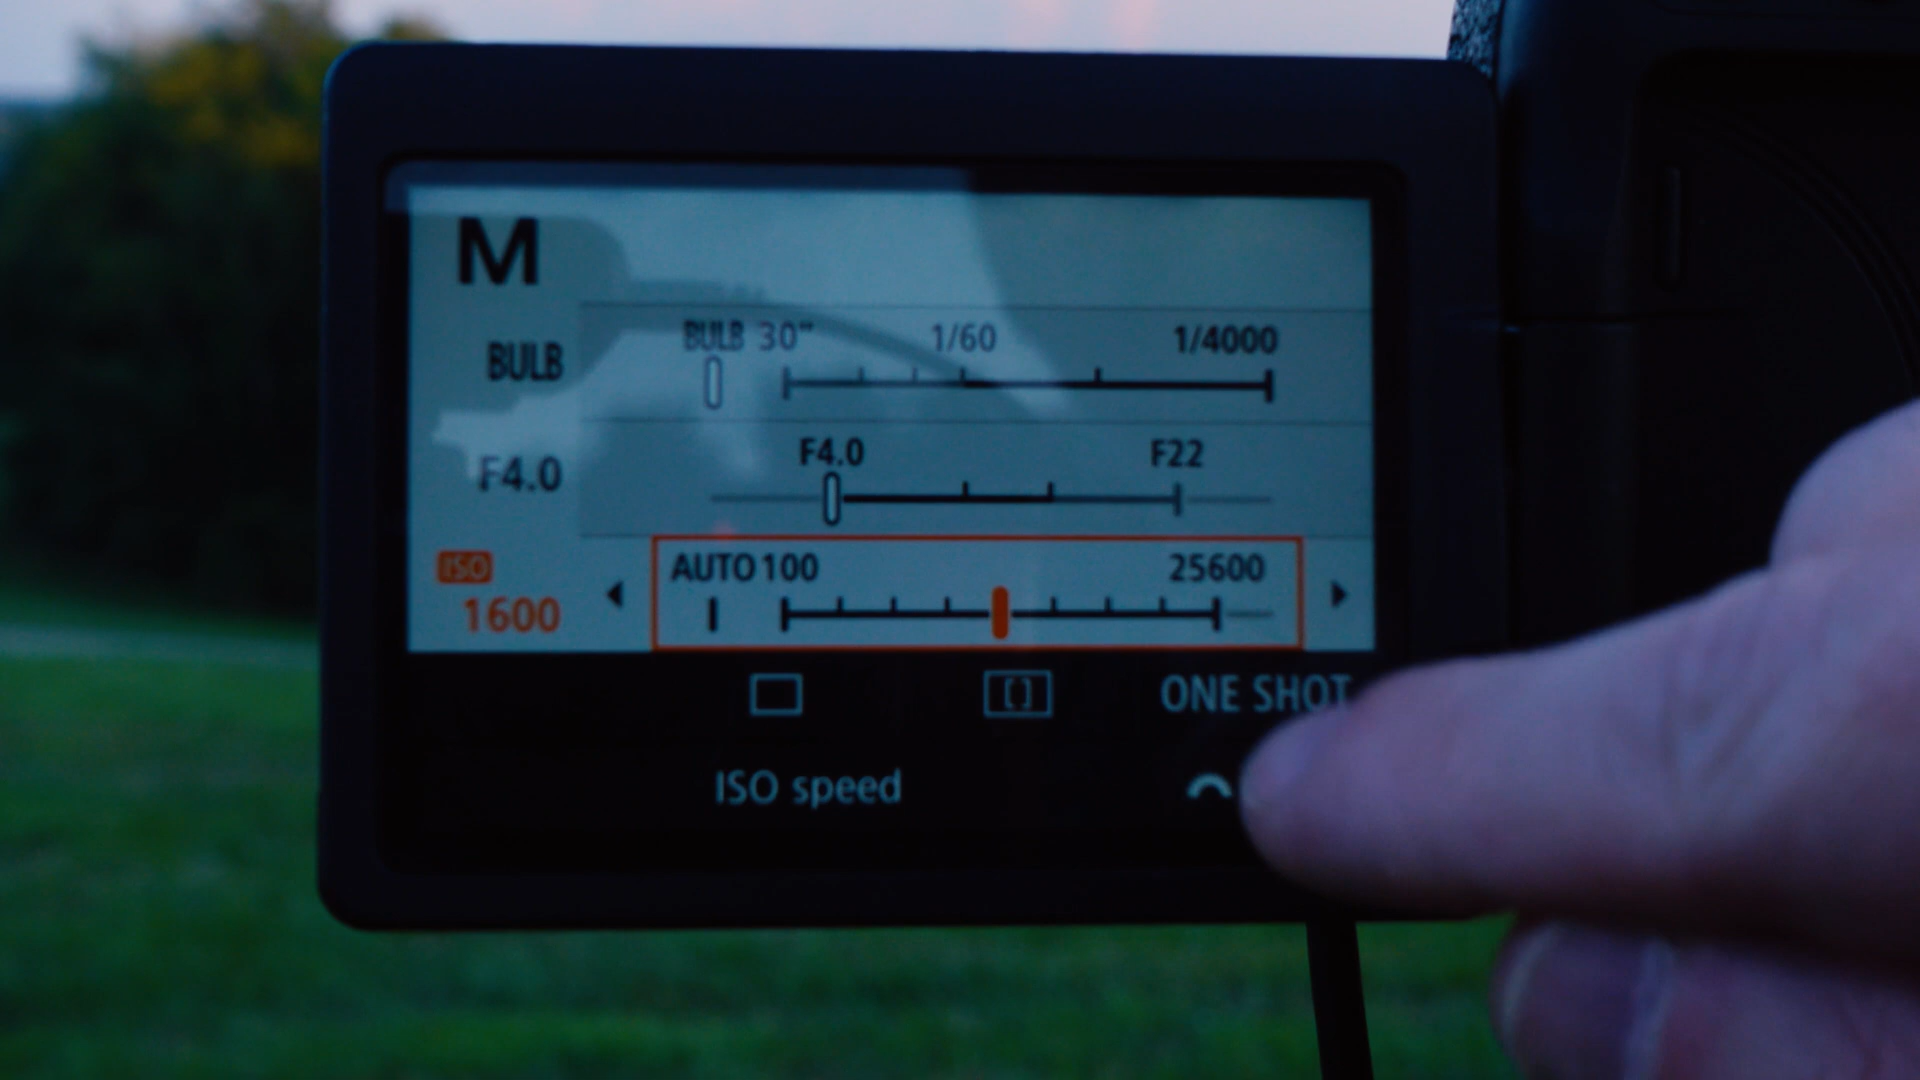 M
BULB
BULB 30" 1/60 1/4000
F4.0
F4.0 F22
ISO
1600
AUTO 100 25600
ONE SHOT
ISO speed